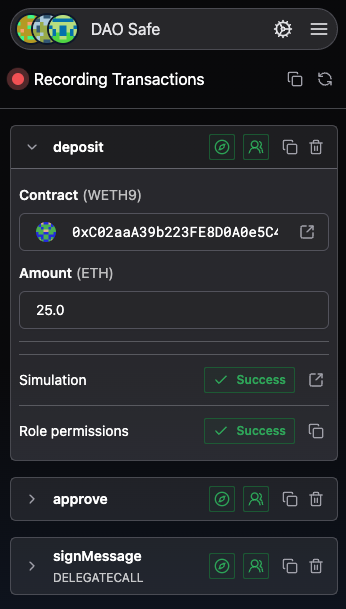 DAO Safe
Recording Transactions
deposit
Contract (WETH9)
0xC02aaA39b223FE8D0A0e5C4
Amount (ETH)
25.0
Simulation
Success
Role permissions
Success
approve
signMessage
DELEGATECALL